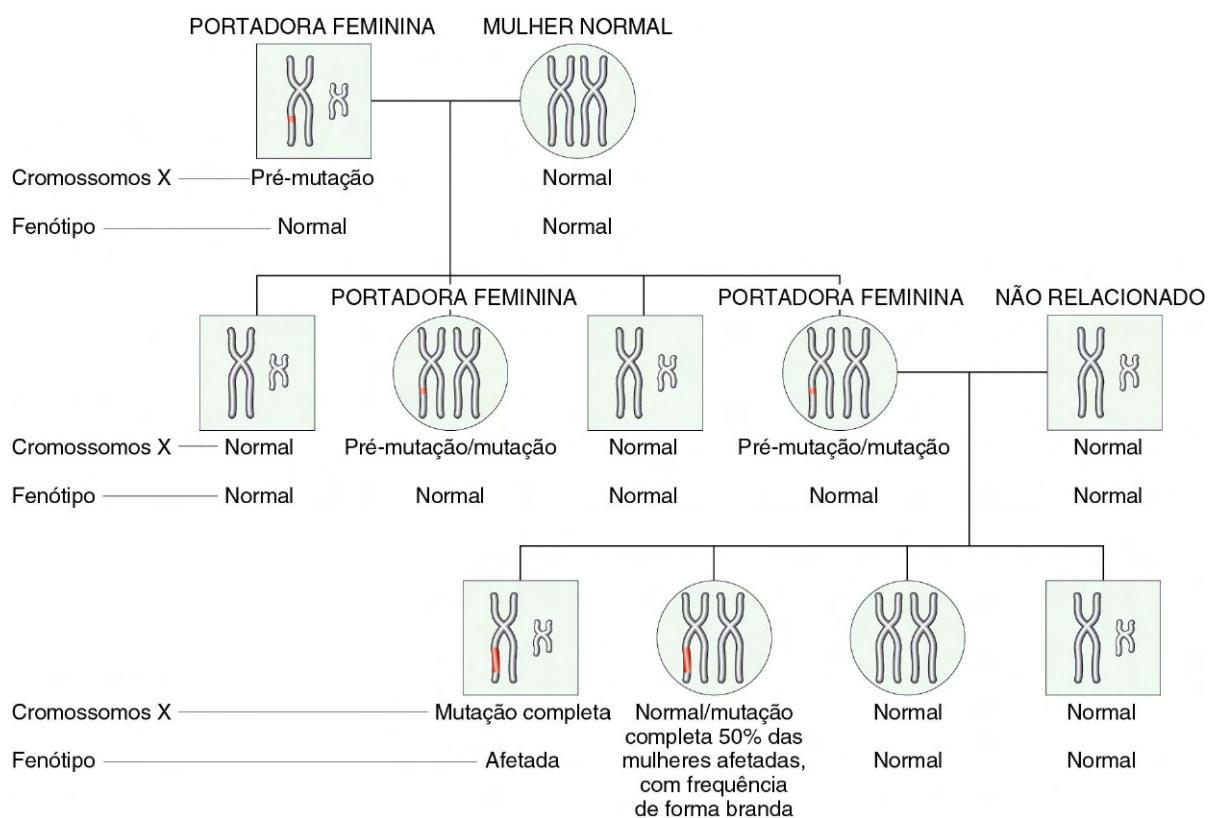 PORTADORA FEMININA MULHER NORMAL
Cromossomos X Pré-mutação Normal
Fenótipo Normal Normal
PORTADORA FEMININA PORTADORA FEMININA NÃO RELACIONADO
Cromossomos X Normal Pré-mutação/mutação Normal Pré-mutação/mutação Normal
Fenótipo Normal Normal Normal Normal Normal
Cromossomos X Mutação completa Normal/mutação Normal Normal
completa 50% das
Fenótipo Afetada mulheres afetadas, Normal Normal
com frequência
de forma branda